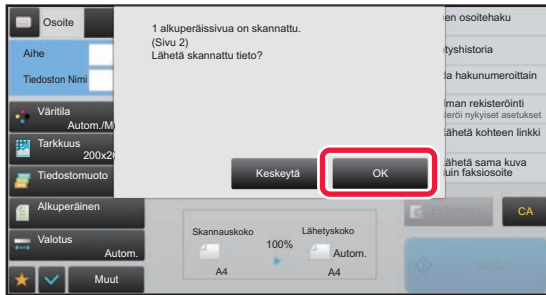 Osoite
Aihe
Tiedoston Nimi
Väritila
Autom./M
Tarkkuus
200x2
Tiedostomuoto
Alkuperäinen
Valotus
Autom.
Muut
1 alkuperäissivua on skannattu.
(Sivu 2)
Lähetä skannattu tieto?
Keskeytä
OK
Skannauskoko
100%
Lähetyskoko
Autom.
A4
A4
en osoitehaku
tyshistoria
a hakunumeroittain
lman rekisteröinti
teröi nykyiset asetukset
ähetä kohteen linkki
ähetä sama kuva
uin faksiosoite
CA
Aloita